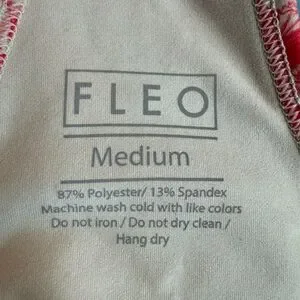 FLEO
Medium
87% Polyester/ 13% Spandex
Machine wash cold with like colors
Do not iron / Do not dry clean /
Hang dry